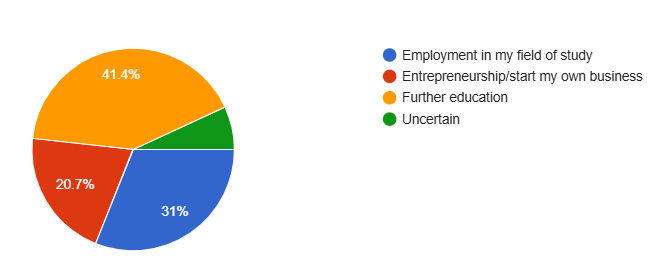 41.4%
20.7%
31%
Employment in my field of study
Entrepreneurship/start my own business
Further education
Uncertain